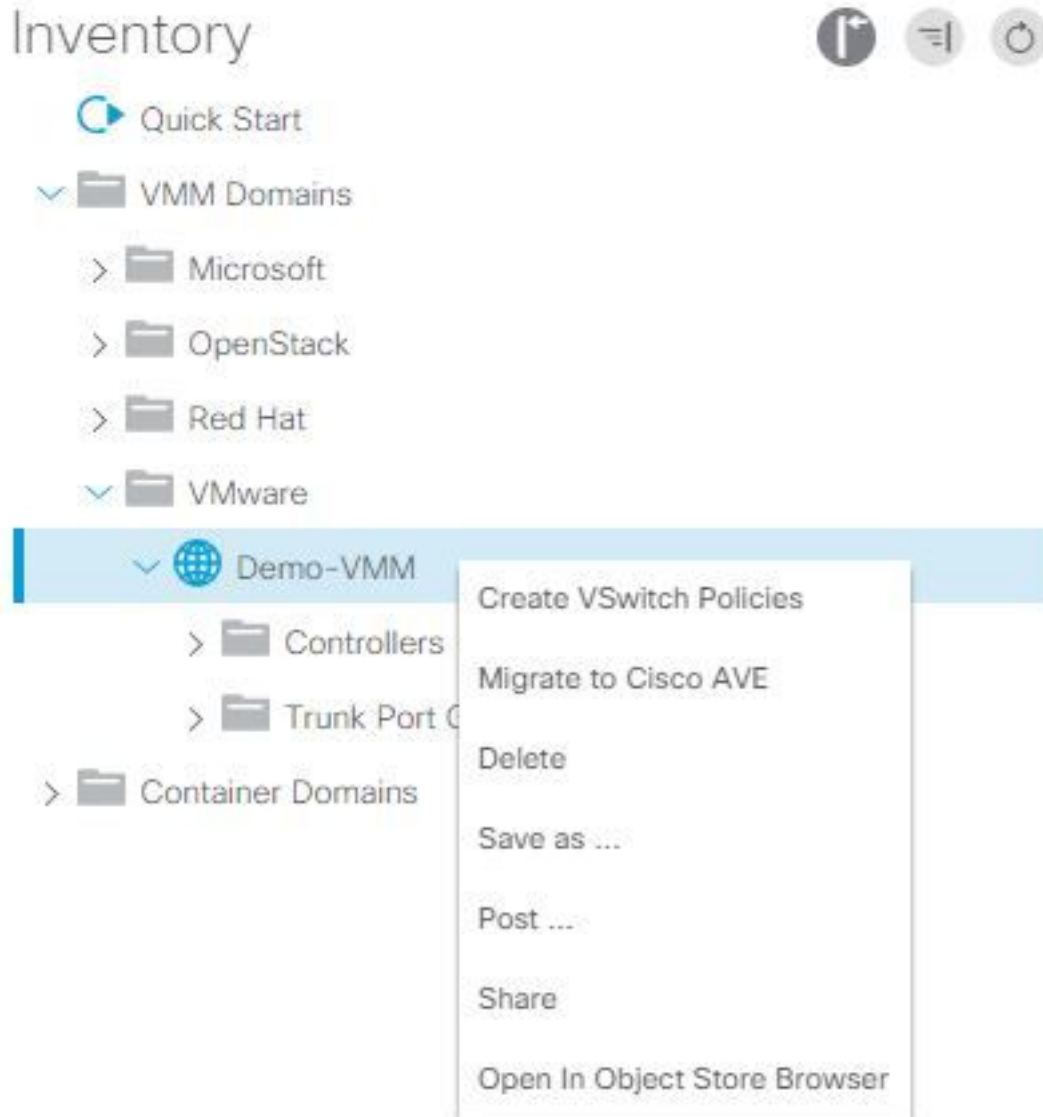 Inventory
Quick Start
VMM Domains
Microsoft
OpenStack
Red Hat
VMware
Demo-VMM
Create VSwitch Policies
Controllers
Migrate to Cisco AVE
Trunk Port
Delete
Container Domains
Save as ...
Post ...
Share
Open In Object Store Browser